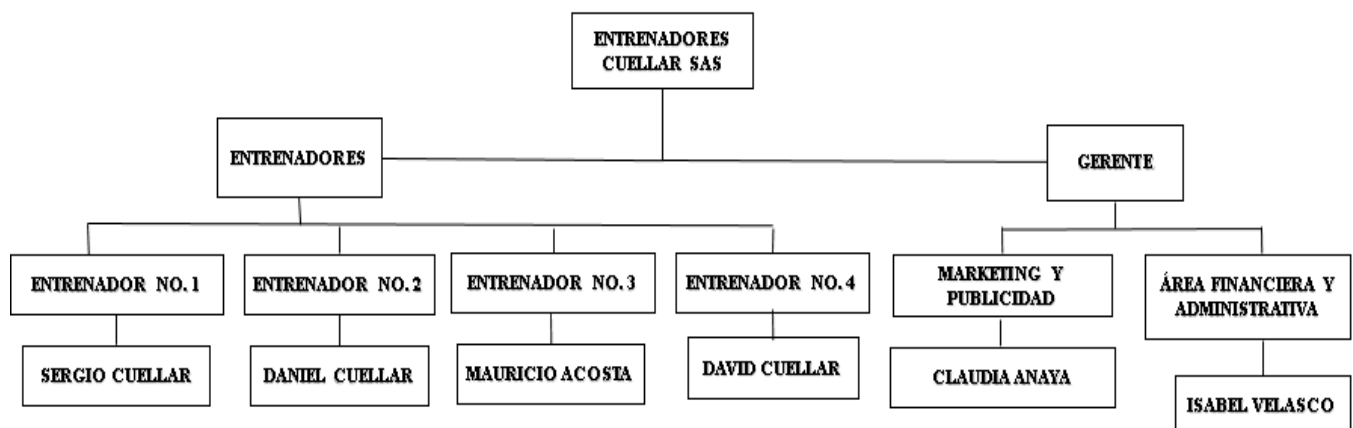 ENTRENADORES
CUELLAR SAS
ENTRENADORES
GERENTE
ENTRENADOR NO. 1
ENTRENADOR NO. 2
ENTRENADOR NO. 3
ENTRENADOR NO. 4
MARKETING Y
PUBLICIDAD
ÁREA FINANCIERA Y
ADMINISTRATIVA
SERGIO CUELLAR
DANIEL CUELLAR
MAURICIO ACOSTA
DAVID CUELLAR
CLAUDIA ANAYA
ISABEL VELASCO